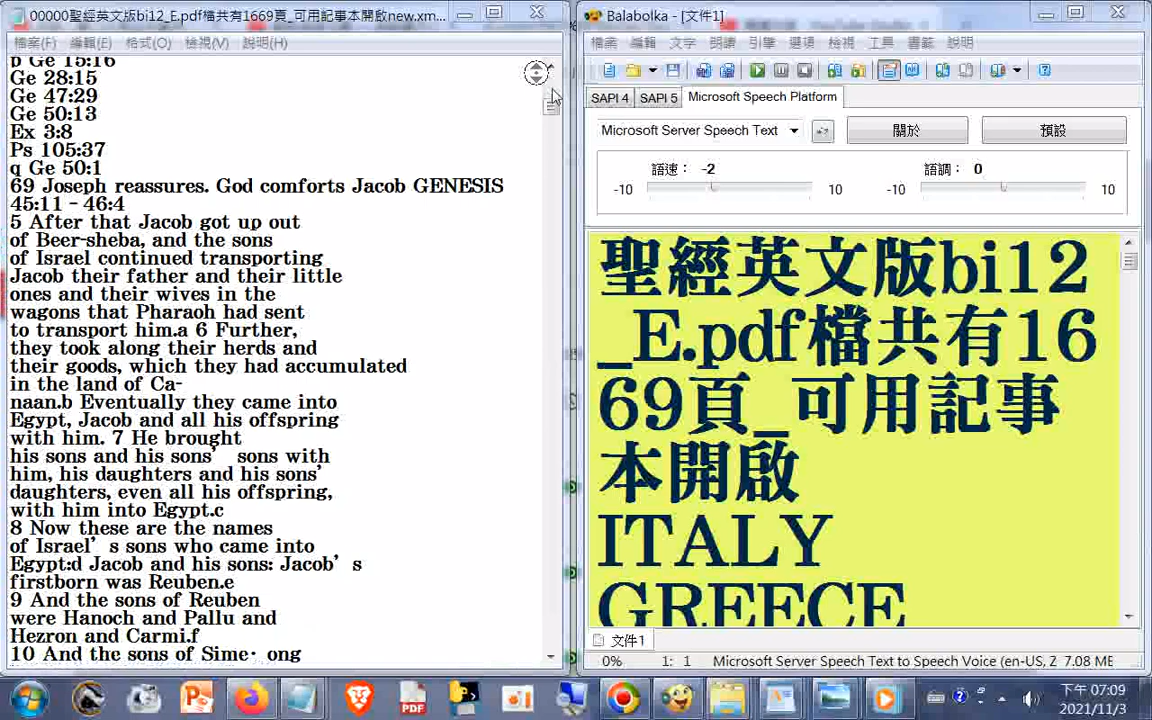 00000聖經英文版bi12_E.pdf檔共有1669頁_可用記事本開啟new.xm...
檔案(F) 編輯(E) 格式(O) 檢視(V) 說明(H)
p Ge 15:16
Ge 28:15
Ge 47:29
Ge 50:13
Ex 3:8
Ps 105:37
q Ge 50:1
69 Joseph reassures. God comforts Jacob GENESIS
45:11–46:4
5 After that Jacob got up out
of Beer-sheba, and the sons
of Israel continued transporting
Jacob their father and their little
ones and their wives in the
wagons that Pharaoh had sent
to transport him.a 6 Further,
they took along their herds and
their goods, which they had accumulated
in the land of Ca-
naan.b Eventually they came into
Egypt, Jacob and all his offspring
with him. 7 He brought
his sons and his sons’ sons with
him, his daughters and his sons’
daughters, even all his offspring,
with him into Egypt.c
8 Now these are the names
of Israel’s sons who came into
Egypt:d Jacob and his sons: Jacob’s
firstborn was Reuben.e
9 And the sons of Reuben
were Hanoch and Pallu and
Hezron and Carmi.f
10 And the sons of Sime·ong
Balabolka - [文件1]
檔案 編輯 文字 朗讀 引擎 選項 檢視 工具 書籤 說明
SAPI 4 SAPI 5 Microsoft Speech Platform
Microsoft Server Speech Text 關於 預設
語速： -2 語調： 0
-10 10 -10 10
聖經英文版bi12
_E.pdf檔共有16
69頁_可用記事
本開啟
ITALY
GREECE
文件1
0% 1: 1 Microsoft Server Speech Text to Speech Voice (en-US, 2 7.08 ME
PDF
下午 07:09
2021/11/3